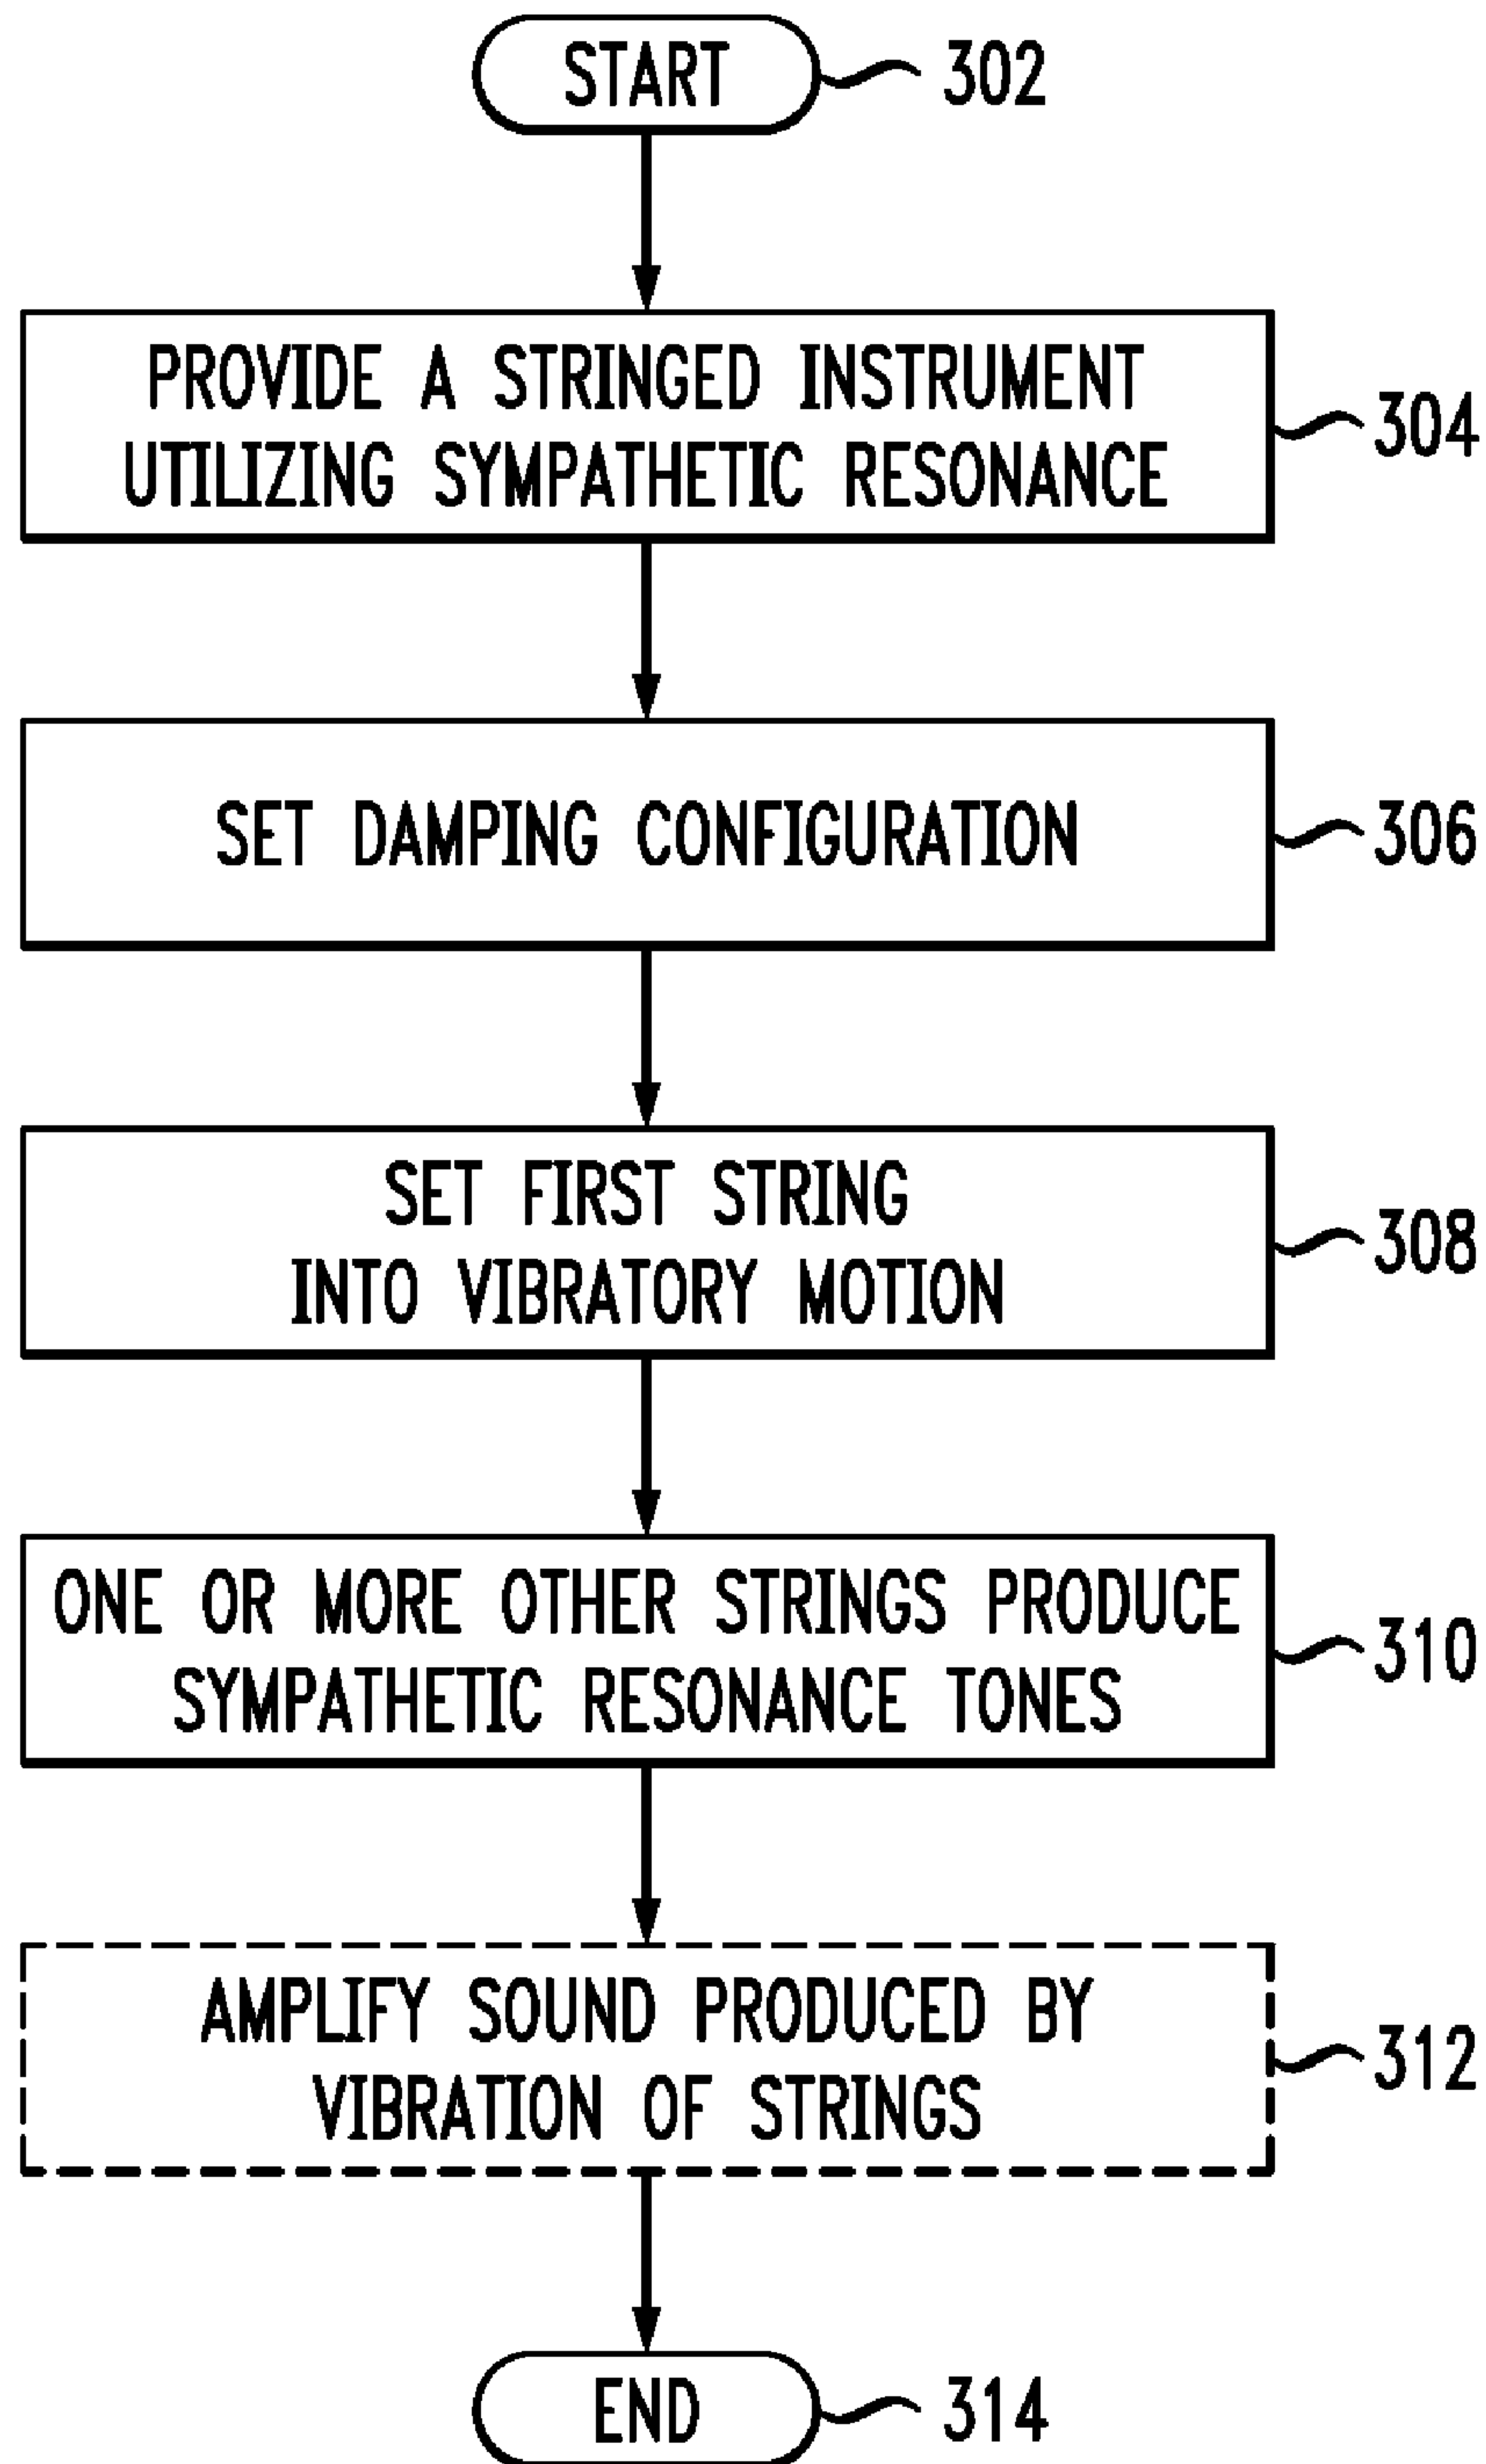 START 302
PROVIDE A STRINGED INSTRUMENT
UTILIZING SYMPATHETIC RESONANCE
304
SET DAMPING CONFIGURATION 306
SET FIRST STRING
INTO VIBRATORY MOTION
308
ONE OR MORE OTHER STRINGS PRODUCE
SYMPATHETIC RESONANCE TONES
310
AMPLIFY SOUND PRODUCED BY
VIBRATION OF STRINGS
312
END 314